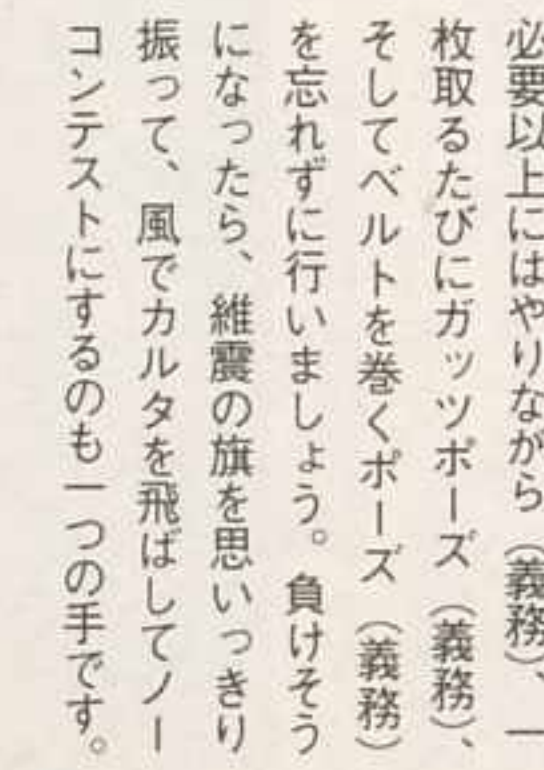 必要以上にはやりながら（義務）、一
枚取るたびにガッツポーズ（義務）、
そしてベルトを巻くポーズ（義務）
を忘れずに行いましょう。負けそう
になったら、維震の旗を思いっきり
振って、風でカルタを飛ばしてノー
コンテストにするのも一つの手です。